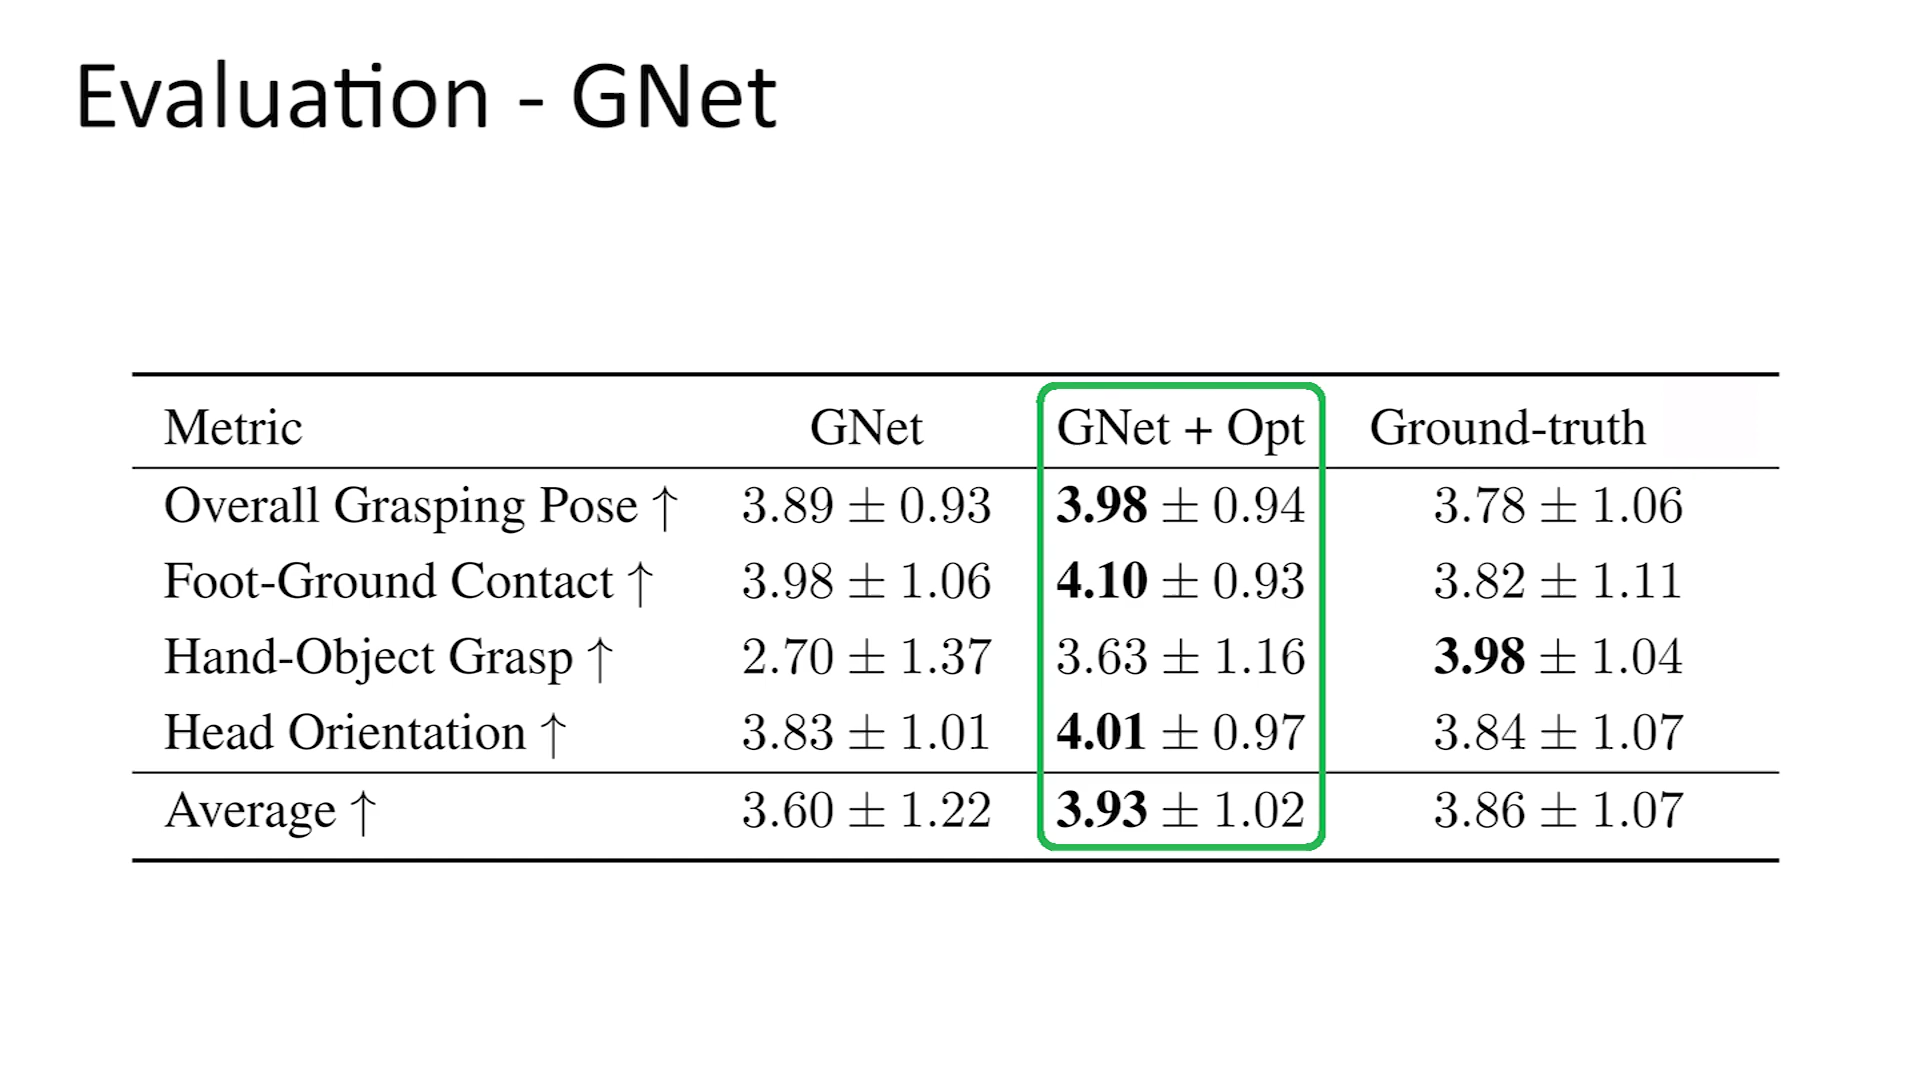 Evaluation - GNet
Metric GNet GNet + Opt Ground-truth
Overall Grasping Pose ↑ 3.89 ± 0.93 3.98 ± 0.94 3.78 ± 1.06
Foot-Ground Contact ↑ 3.98 ± 1.06 4.10 ± 0.93 3.82 ± 1.11
Hand-Object Grasp ↑ 2.70 ± 1.37 3.63 ± 1.16 3.98 ± 1.04
Head Orientation ↑ 3.83 ± 1.01 4.01 ± 0.97 3.84 ± 1.07
Average ↑ 3.60 ± 1.22 3.93 ± 1.02 3.86 ± 1.07